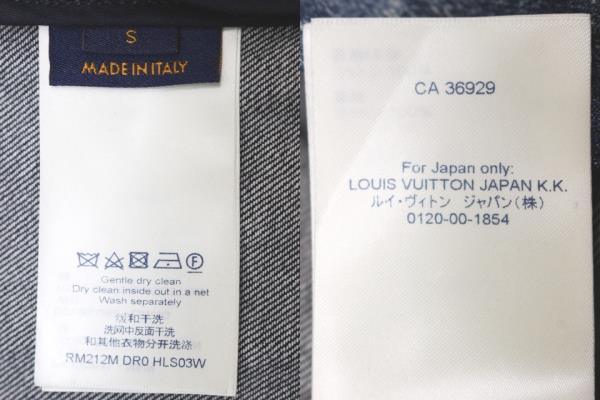 S
MADE IN ITALY
Gentle dry clean
Dry clean inside out in a net
Wash separately
缓和干洗
洗网中反面干洗
和其他衣物分开洗涤
RM212M DR0 HLS03W
CA 36929
For Japan only:
LOUIS VUITTON JAPAN K.K.
ルイ・ヴィトン ジャパン(株)
0120-00-1854